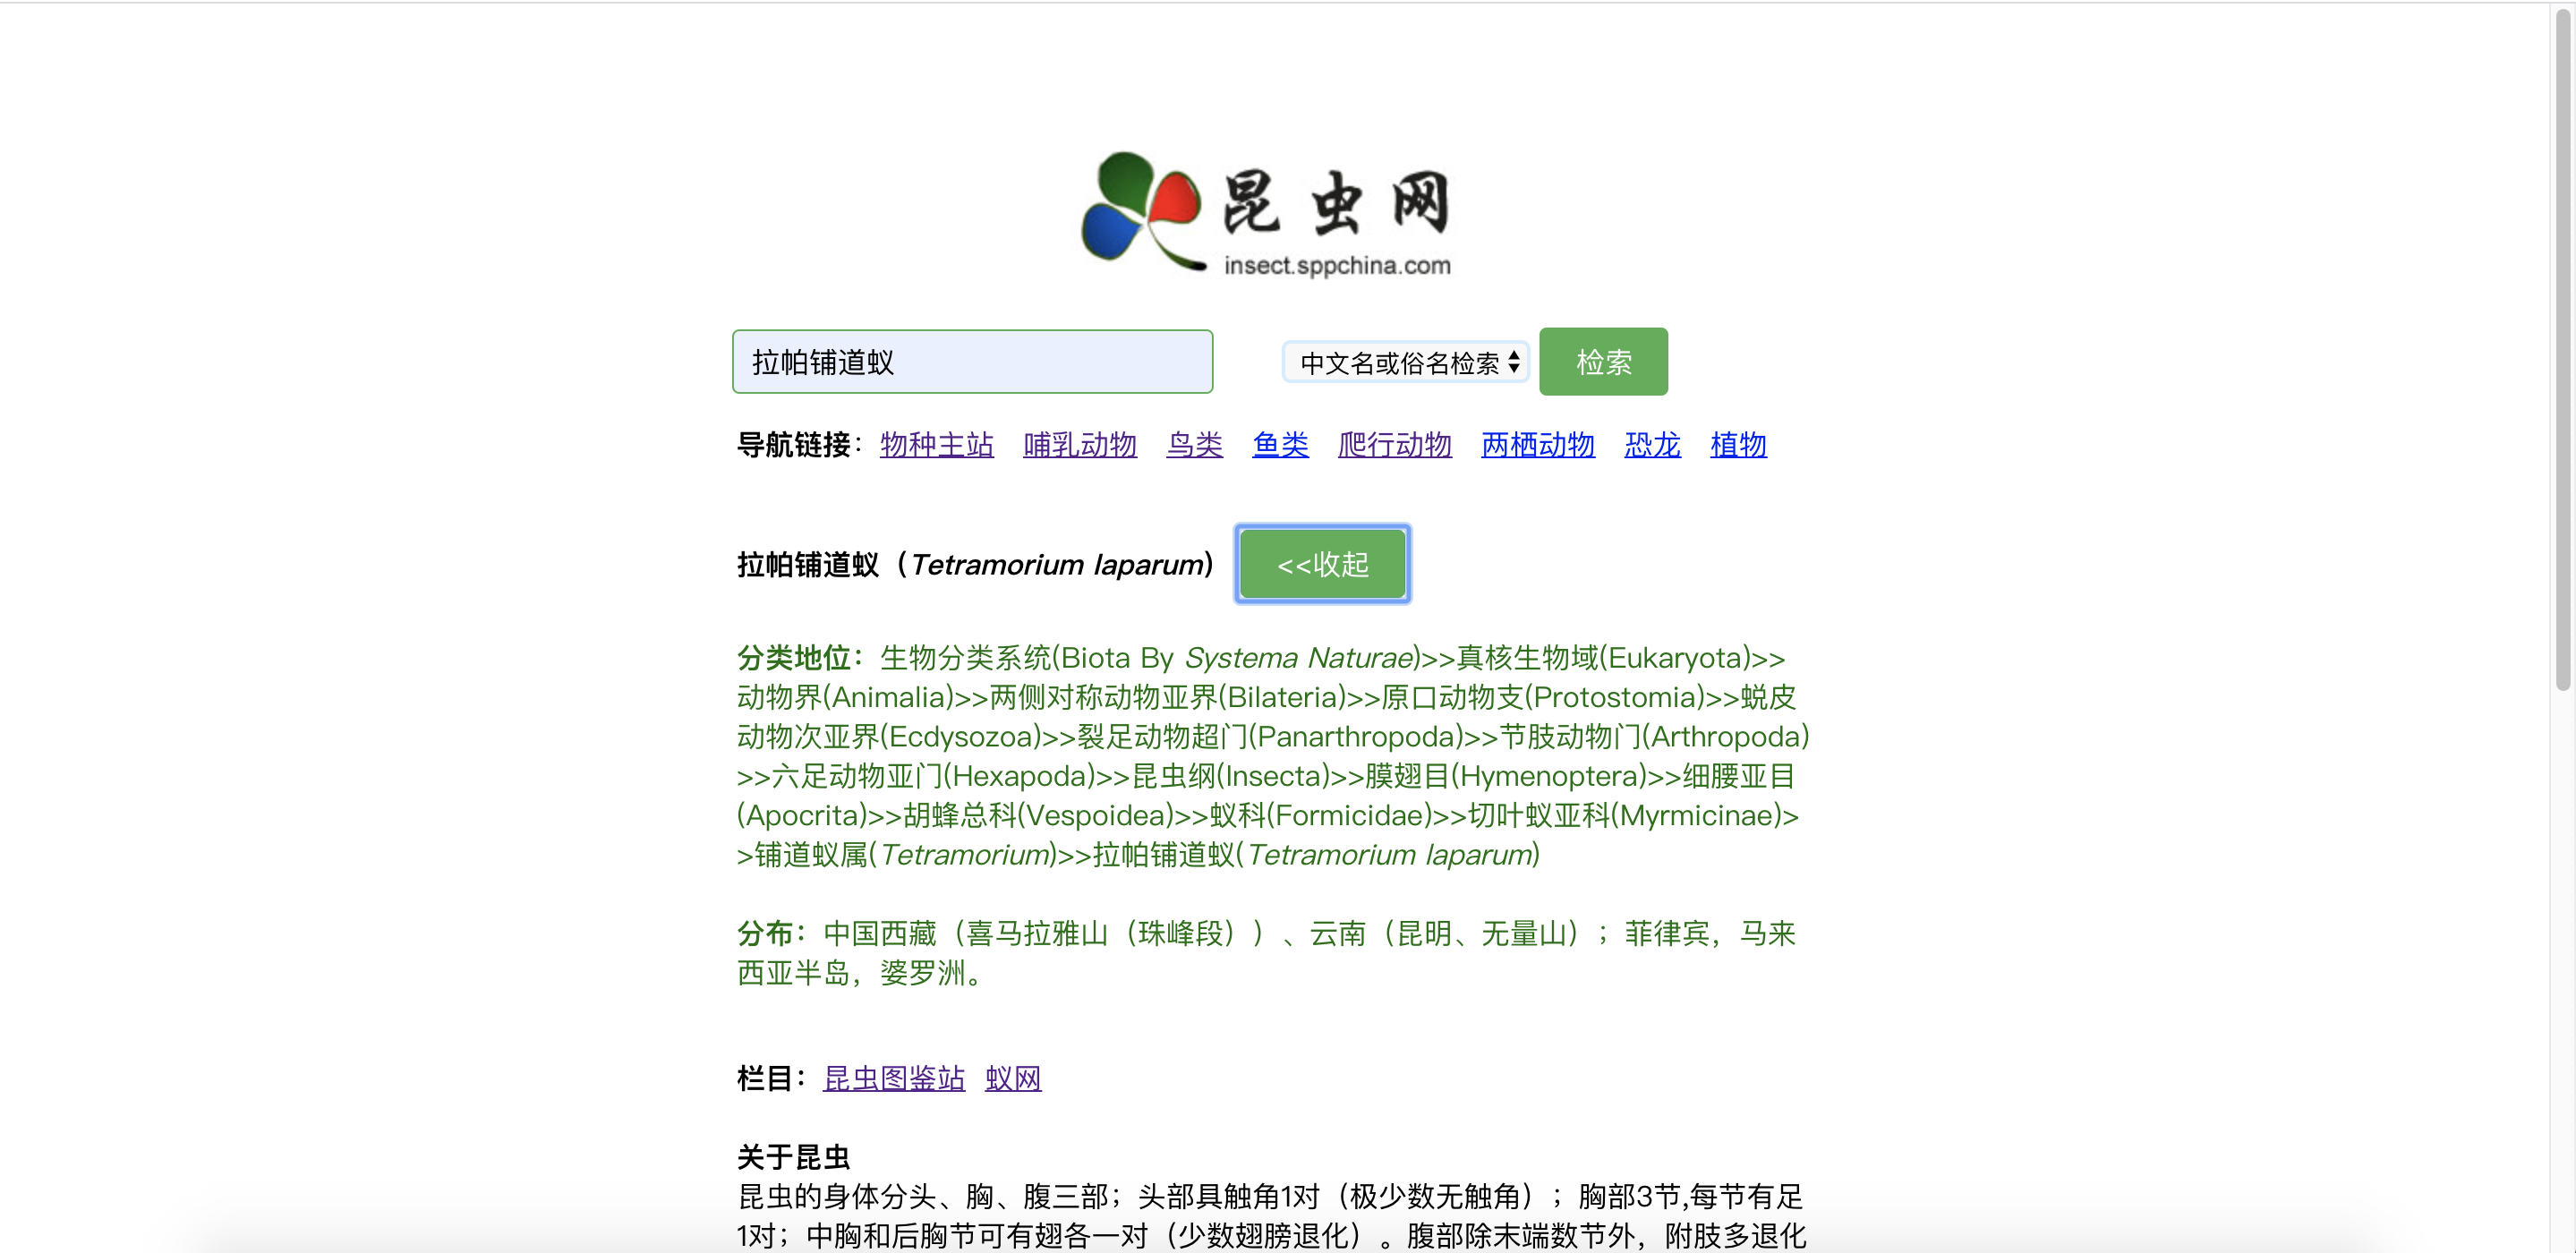 昆虫网
insect.sppchina.com
拉帕铺道蚁 中文名或俗名检索 检索
导航链接：物种主站 哺乳动物 鸟类 鱼类 爬行动物 两栖动物 恐龙 植物
拉帕铺道蚁（Tetramorium laparum） <<收起
分类地位：生物分类系统(Biota By Systema Naturae)>>真核生物域(Eukaryota)>>
动物界(Animalia)>>两侧对称动物亚界(Bilateria)>>原口动物支(Protostomia)>>蜕皮
动物次亚界(Ecdysozoa)>>裂足动物超门(Panarthropoda)>>节肢动物门(Arthropoda)
>>六足动物亚门(Hexapoda)>>昆虫纲(Insecta)>>膜翅目(Hymenoptera)>>细腰亚目
(Apocrita)>>胡蜂总科(Vespoidea)>>蚁科(Formicidae)>>切叶蚁亚科(Myrmicinae)>
>铺道蚁属(Tetramorium)>>拉帕铺道蚁(Tetramorium laparum)
分布：中国西藏（喜马拉雅山（珠峰段））、云南（昆明、无量山）；菲律宾，马来
西亚半岛，婆罗洲。
栏目：昆虫图鉴站 蚁网
关于昆虫
昆虫的身体分头、胸、腹三部；头部具触角1对（极少数无触角）；胸部3节,每节有足
1对；中胸和后胸节可有翅各一对（少数翅膀退化）。腹部除末端数节外，附肢多退化